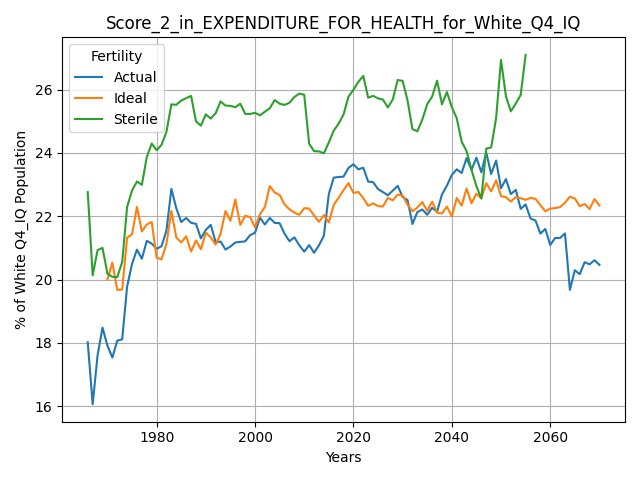 Score_2_in_EXPENDITURE_FOR_HEALTH_for_White_Q4_IQ
Fertility
Actual
Ideal
Sterile
% of White Q4_IQ Population
26
24
22
20
18
16
1980
2000
2020
2040
2060
Years